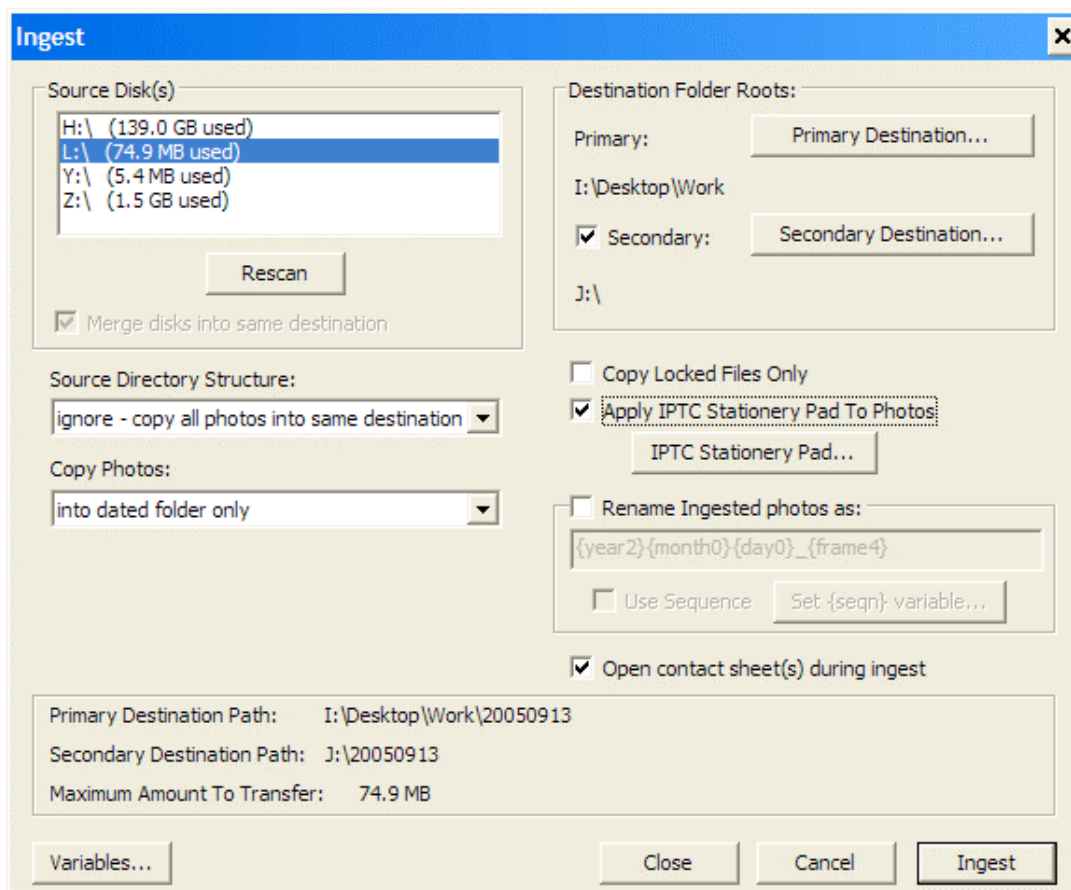 Ingest
Source Disk(s)
H:\ (139.0 GB used)
L:\ (74.9 MB used)
Y:\ (5.4 MB used)
Z:\ (1.5 GB used)
Rescan
Merge disks into same destination
Source Directory Structure:
ignore - copy all photos into same destination
Copy Photos:
into dated folder only
Destination Folder Roots:
Primary: Primary Destination...
I:\Desktop\Work
Secondary: Secondary Destination...
J:\
Copy Locked Files Only
Apply IPTC Stationery Pad To Photos
IPTC Stationery Pad...
Rename Ingested photos as:
{year2}{month0}{day0}_{frame4}
Use Sequence Set {seqn} variable...
Open contact sheet(s) during ingest
Primary Destination Path: I:\Desktop\Work\20050913
Secondary Destination Path: J:\20050913
Maximum Amount To Transfer: 74.9 MB
Variables... Close Cancel Ingest